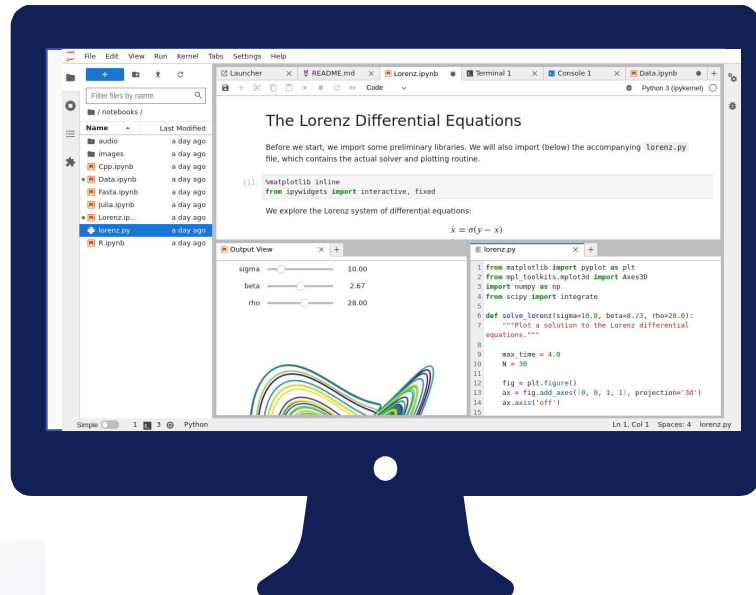 File Edit View Run Kernel Tabs Settings Help
+
Filter files by name
/ notebooks /
Name Last Modified
audio a day ago
images a day ago
Cpp.ipynb a day ago
Data.ipynb a day ago
Fasta.ipynb a day ago
Julia.ipynb a day ago
Lorenz.ip... a day ago
lorenz.py a day ago
R.ipynb a day ago
Launcher × README.md × Lorenz.ipynb Terminal 1 × Console 1 × Data.ipynb +
Code Python 3 (ipykernel)
The Lorenz Differential Equations
Before we start, we import some preliminary libraries. We will also import (below) the accompanying lorenz.py
file, which contains the actual solver and plotting routine.
[1]: %matplotlib inline
from ipywidgets import interactive, fixed
We explore the Lorenz system of differential equations:
ẋ = σ(y − x)
Output View × +
sigma 10.00
beta 2.67
rho 28.00
lorenz.py × +
1 from matplotlib import pyplot as plt
2 from mpl_toolkits.mplot3d import Axes3D
3 import numpy as np
4 from scipy import integrate
5
6 def solve_lorenz(sigma=10.0, beta=8./3, rho=28.0):
7 """Plot a solution to the Lorenz differential
equations."""
8
9 max_time = 4.0
10 N = 30
11
12 fig = plt.figure()
13 ax = fig.add_axes([0, 0, 1, 1], projection='3d')
14 ax.axis('off')
15
Simple 1 3 Python Ln 1, Col 1 Spaces: 4 lorenz.py